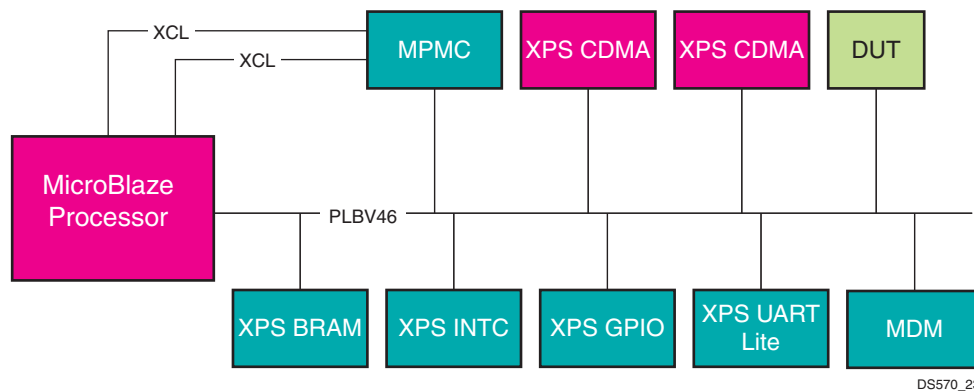 XCL
XCL
MPMC
XPS CDMA
XPS CDMA
DUT
MicroBlaze
Processor
PLBV46
XPS BRAM
XPS INTC
XPS GPIO
XPS UART
Lite
MDM